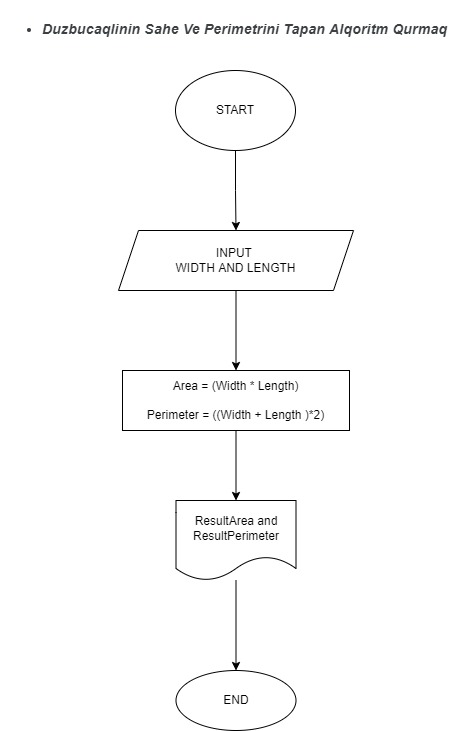 • Duzbucaqlinin Sahe Ve Perimetrini Tapan Alqoritm Qurmaq
START
INPUT
WIDTH AND LENGTH
Area = (Width * Length)
Perimeter = ((Width + Length )*2)
ResultArea and
ResultPerimeter
END